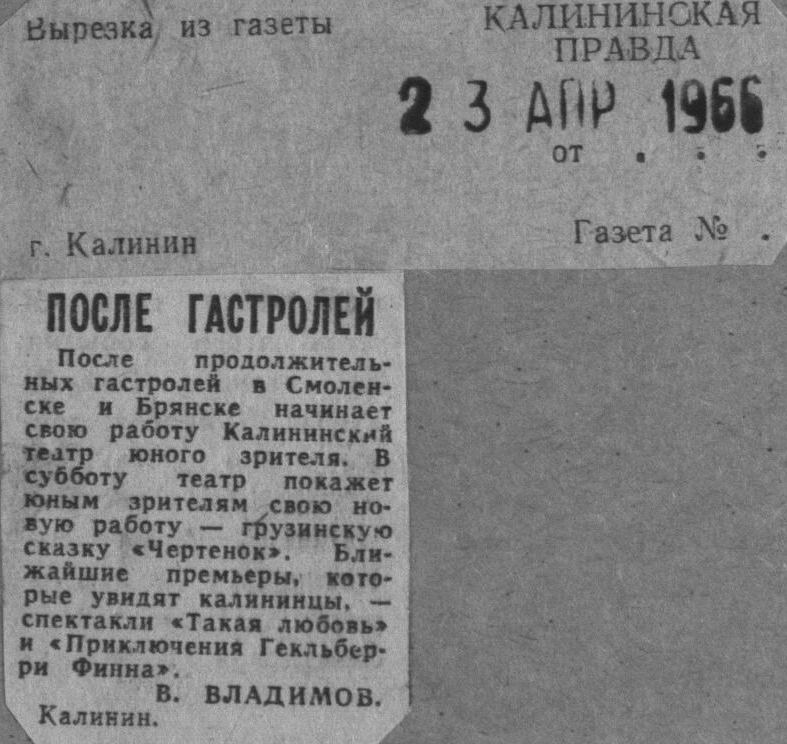 Вырезка из газеты
КАЛИНИНСКАЯ
ПРАВДА
23 АПР 1966
от . . .
г. Калинин
Газета № .
ПОСЛЕ ГАСТРОЛЕЙ
После продолжитель-
ных гастролей в Смолен-
ске и Брянске начинает
свою работу Калининский
театр юного зрителя. В
субботу театр покажет
юным зрителям свою но-
вую работу — грузинскую
сказку «Чертенок». Бли-
жайшие премьеры, кото-
рые увидят калининцы, —
спектакли «Такая любовь»
и «Приключения Гекльбер-
ри Финна».
В. ВЛАДИМОВ.
Калинин.